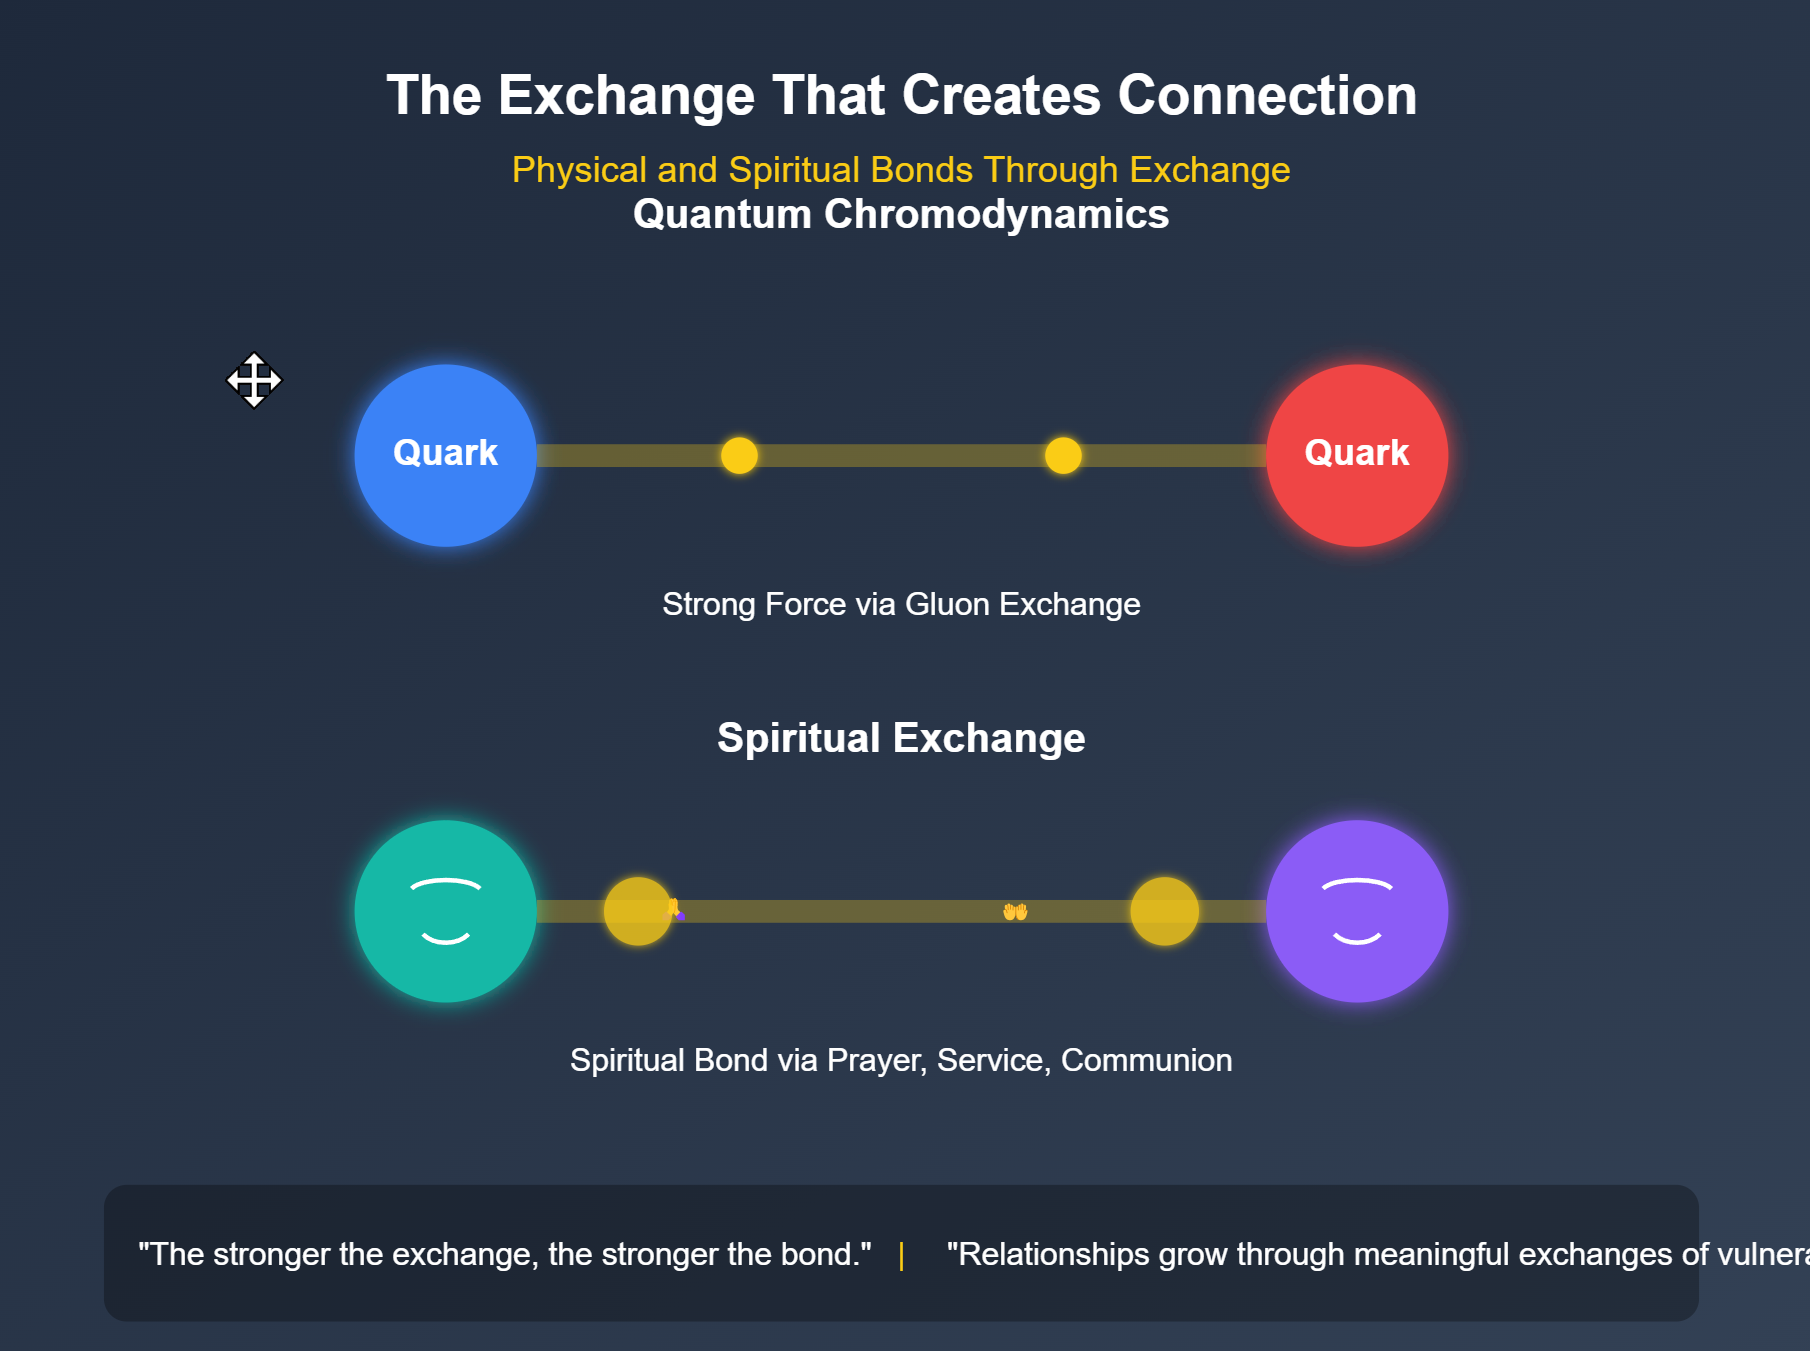 The Exchange That Creates Connection
Physical and Spiritual Bonds Through Exchange
Quantum Chromodynamics
Quark
Quark
Strong Force via Gluon Exchange
Spiritual Exchange
Spiritual Bond via Prayer, Service, Communion
"The stronger the exchange, the stronger the bond." | "Relationships grow through meaningful exchanges of